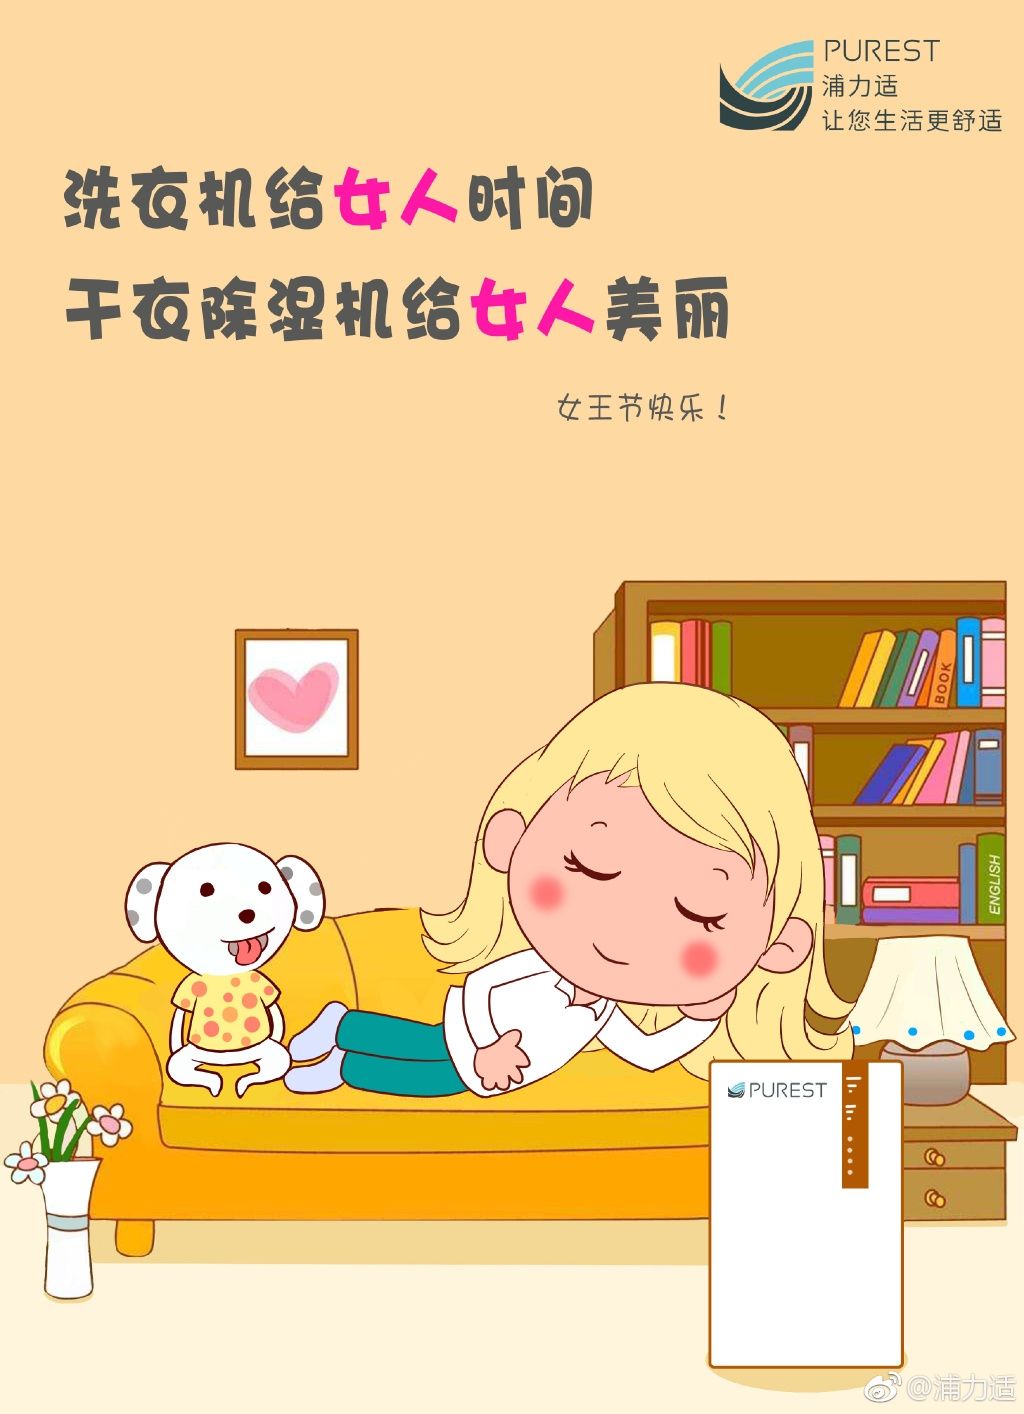 PUREST
浦力适
让您生活更舒适
洗衣机给女人时间
干衣除湿机给女人美丽
女王节快乐！
BOOK
ENGLISH
PUREST
@浦力适